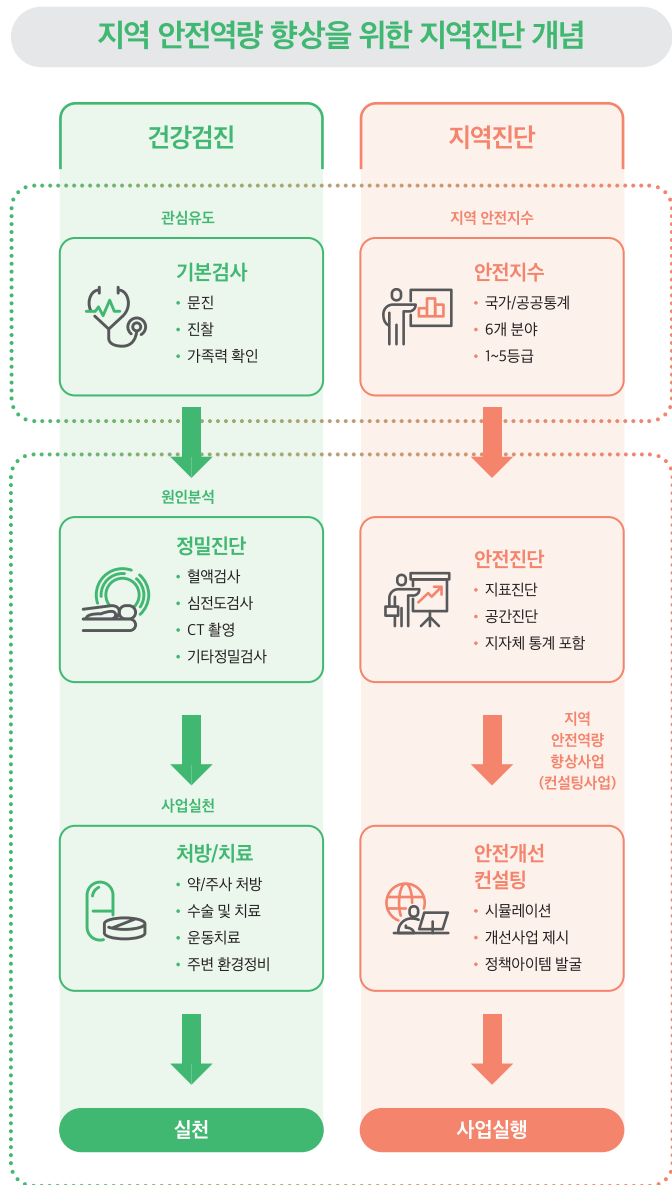 지역 안전역량 향상을 위한 지역진단 개념
건강검진
관심유도
기본검사
• 문진
• 진찰
• 가족력 확인
원인분석
정밀진단
• 혈액검사
• 심전도검사
• CT 촬영
• 기타정밀검사
사업실천
처방/치료
• 약/주사 처방
• 수술 및 치료
• 운동치료
• 주변 환경정비
실천
지역진단
지역 안전지수
안전지수
• 국가/공공통계
• 6개 분야
• 1~5등급
안전진단
• 지표진단
• 공간진단
• 지자체 통계 포함
지역
안전역량
향상사업
(컨설팅사업)
안전개선
컨설팅
• 시뮬레이션
• 개선사업 제시
• 정책아이템 발굴
사업실행